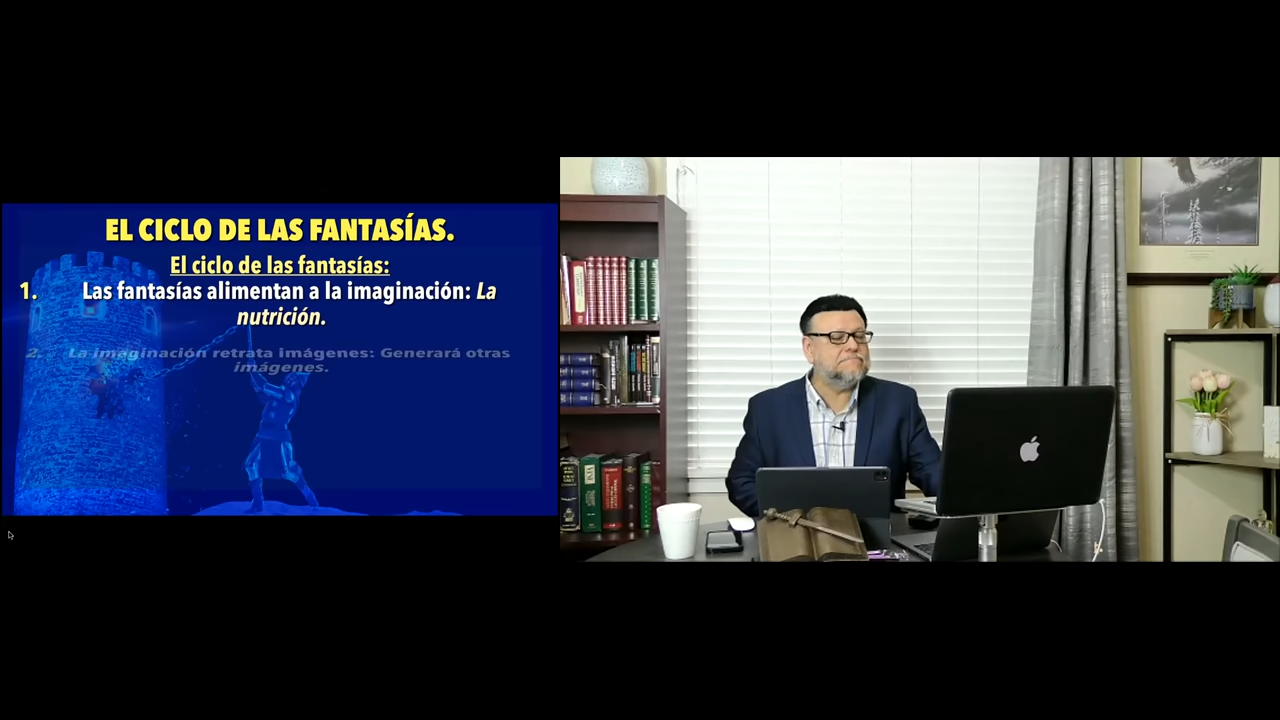 EL CICLO DE LAS FANTASÍAS.
El ciclo de las fantasías:
1. Las fantasías alimentan a la imaginación: La
nutrición.
2. La imaginación retrata imágenes: Generará otras
imágenes.